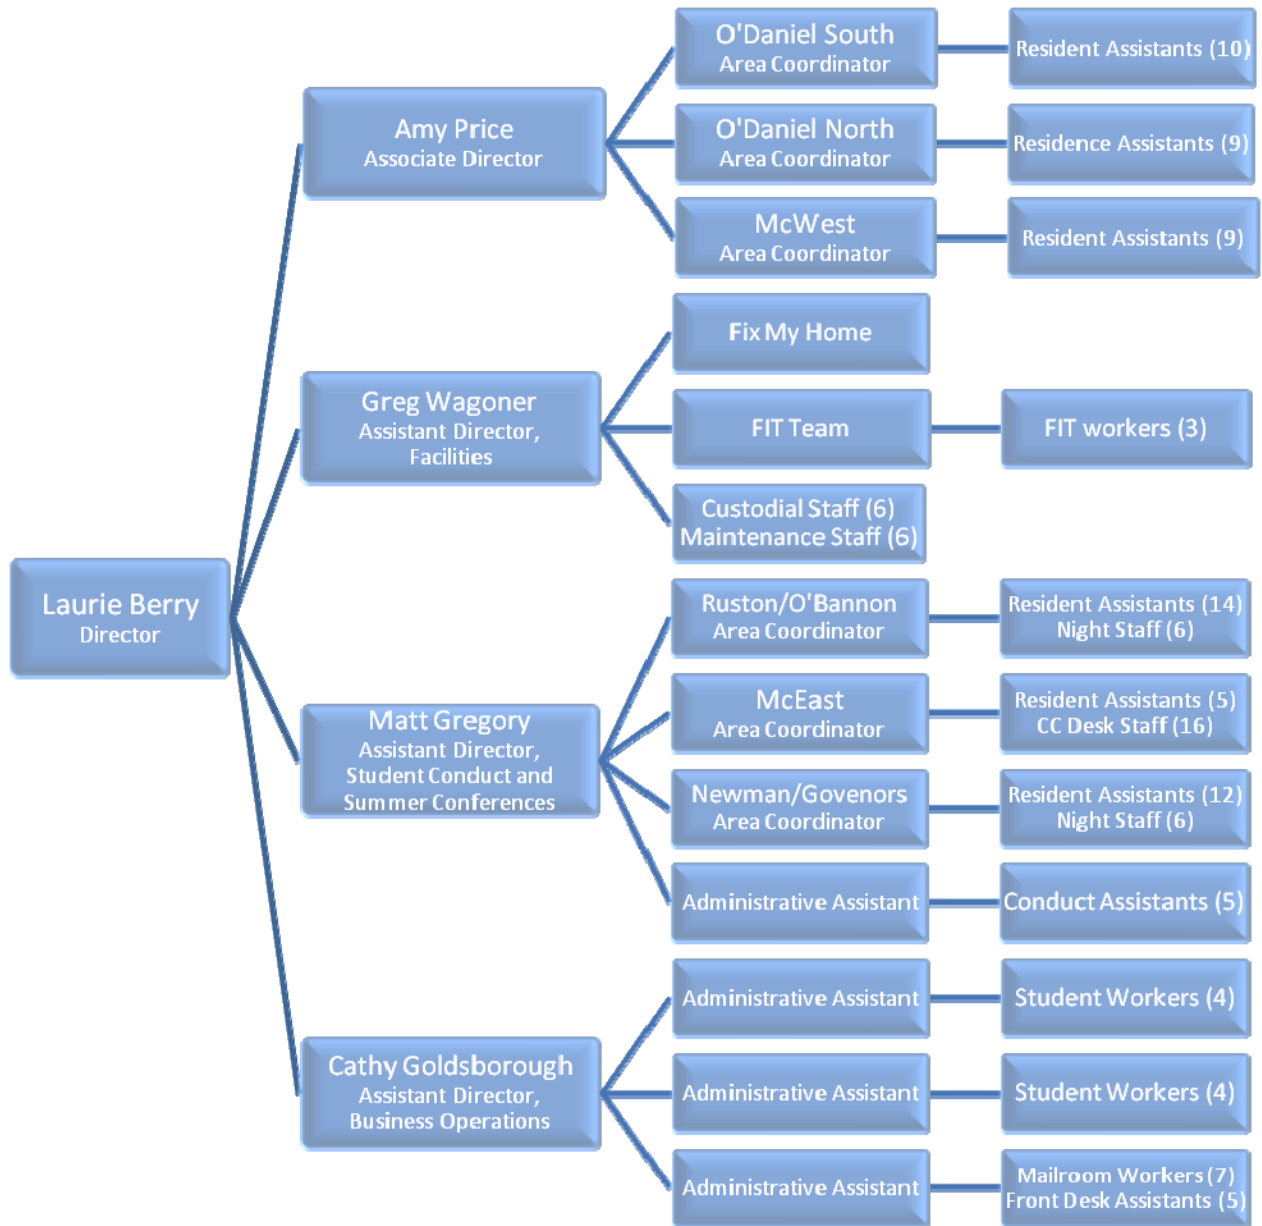 Laurie Berry
Director
Amy Price
Associate Director
O'Daniel South
Area Coordinator
Resident Assistants (10)
O'Daniel North
Area Coordinator
Residence Assistants (9)
McWest
Area Coordinator
Resident Assistants (9)
Greg Wagoner
Assistant Director,
Facilities
Fix My Home
FIT Team
FIT workers (3)
Custodial Staff (6)
Maintenance Staff (6)
Matt Gregory
Assistant Director,
Student Conduct and
Summer Conferences
Ruston/O'Bannon
Area Coordinator
Resident Assistants (14)
Night Staff (6)
McEast
Area Coordinator
Resident Assistants (5)
CC Desk Staff (16)
Newman/Govenors
Area Coordinator
Resident Assistants (12)
Night Staff (6)
Administrative Assistant
Conduct Assistants (5)
Cathy Goldsborough
Assistant Director,
Business Operations
Administrative Assistant
Student Workers (4)
Administrative Assistant
Student Workers (4)
Administrative Assistant
Mailroom Workers (7)
Front Desk Assistants (5)